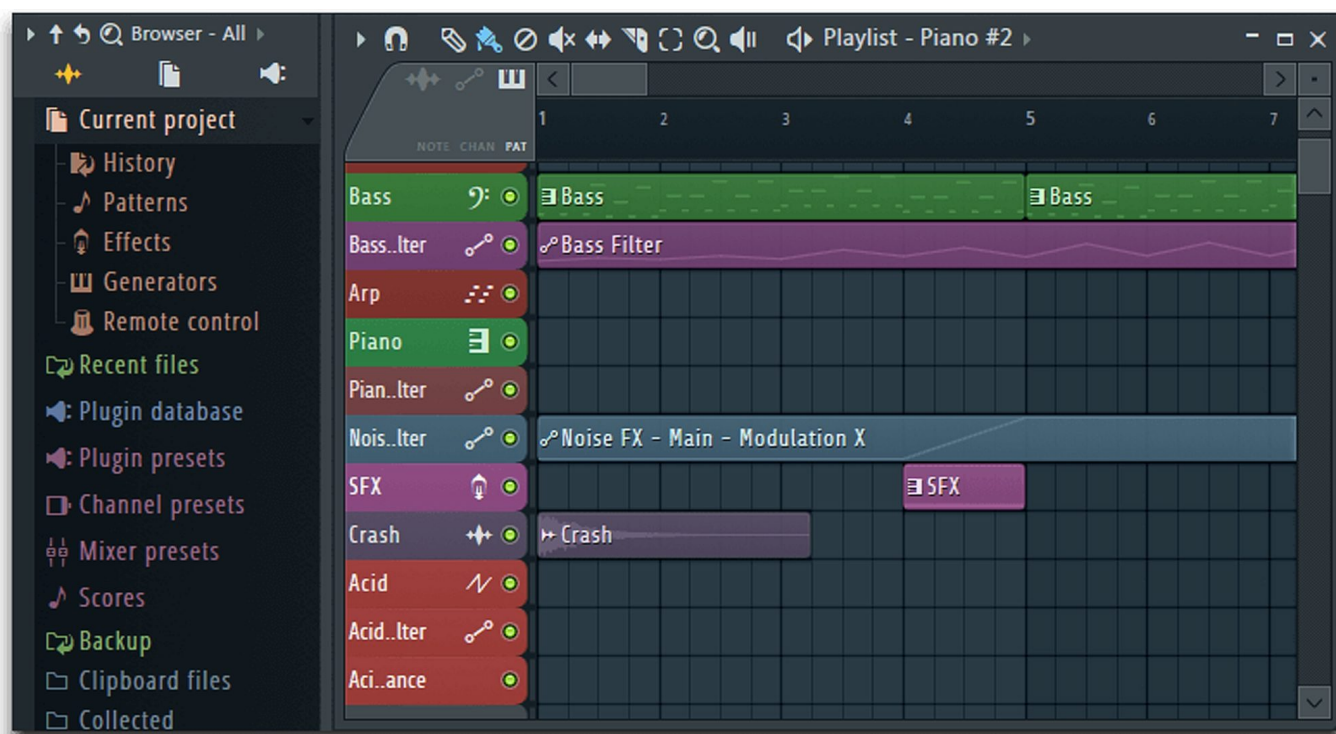 Browser - All
Current project
History
Patterns
Effects
Generators
Remote control
Recent files
Plugin database
Plugin presets
Channel presets
Mixer presets
Scores
Backup
Clipboard files
Collected
Playlist - Piano #2
NOTE CHAN PAT
1 2 3 4 5 6 7
Bass
Bass
Bass
Bass..lter
Bass Filter
Arp
Piano
Pian..lter
Nois..lter
Noise FX - Main - Modulation X
SFX
SFX
Crash
Crash
Acid
Acid..lter
Aci..ance